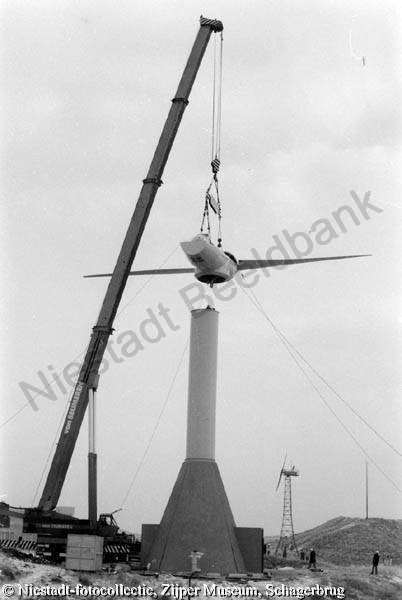 Niestadt Beeldbank
© Niestadt-fotocollectie, Zijper Museum, Schagerbrug